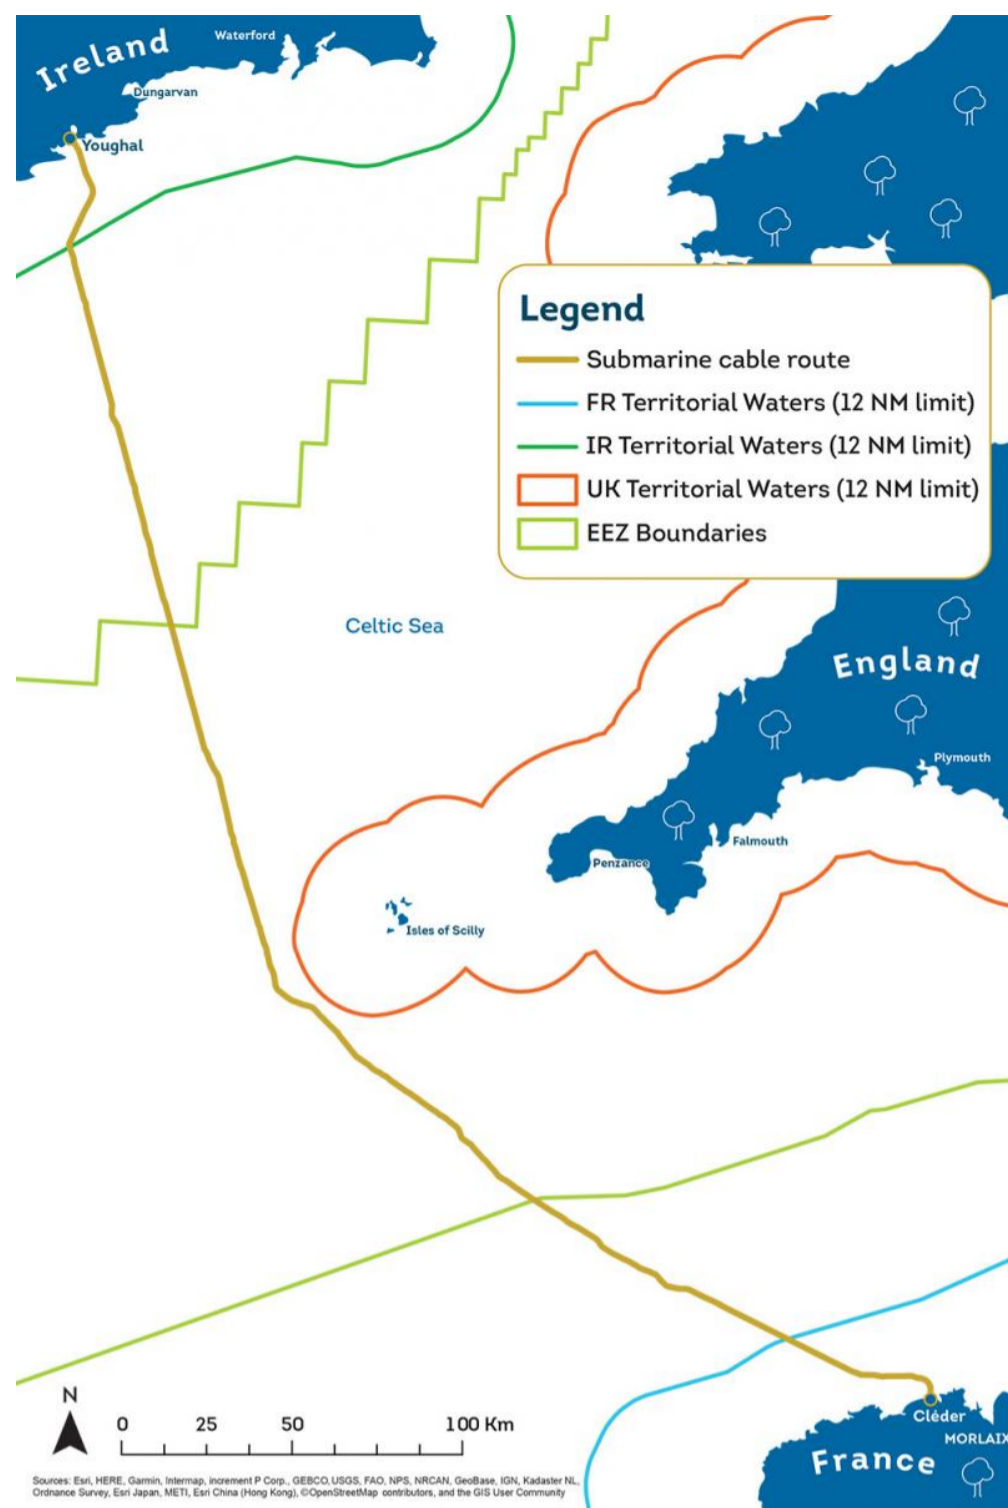 Ireland
Waterford
Dungarvan
Youghal
Legend
Submarine cable route
FR Territorial Waters (12 NM limit)
IR Territorial Waters (12 NM limit)
UK Territorial Waters (12 NM limit)
EEZ Boundaries
Celtic Sea
England
Plymouth
Falmouth
Penzance
Isles of Scilly
N
0 25 50 100 Km
Cléder
MORLAIX
France
Sources: Esri, HERE, Garmin, Intermap, increment P Corp., GEBCO, USGS, FAO, NPS, NRCAN, GeoBase, IGN, Kadaster NL,
Ordnance Survey, Esri Japan, METI, Esri China (Hong Kong), ©OpenStreetMap contributors, and the GIS User Community